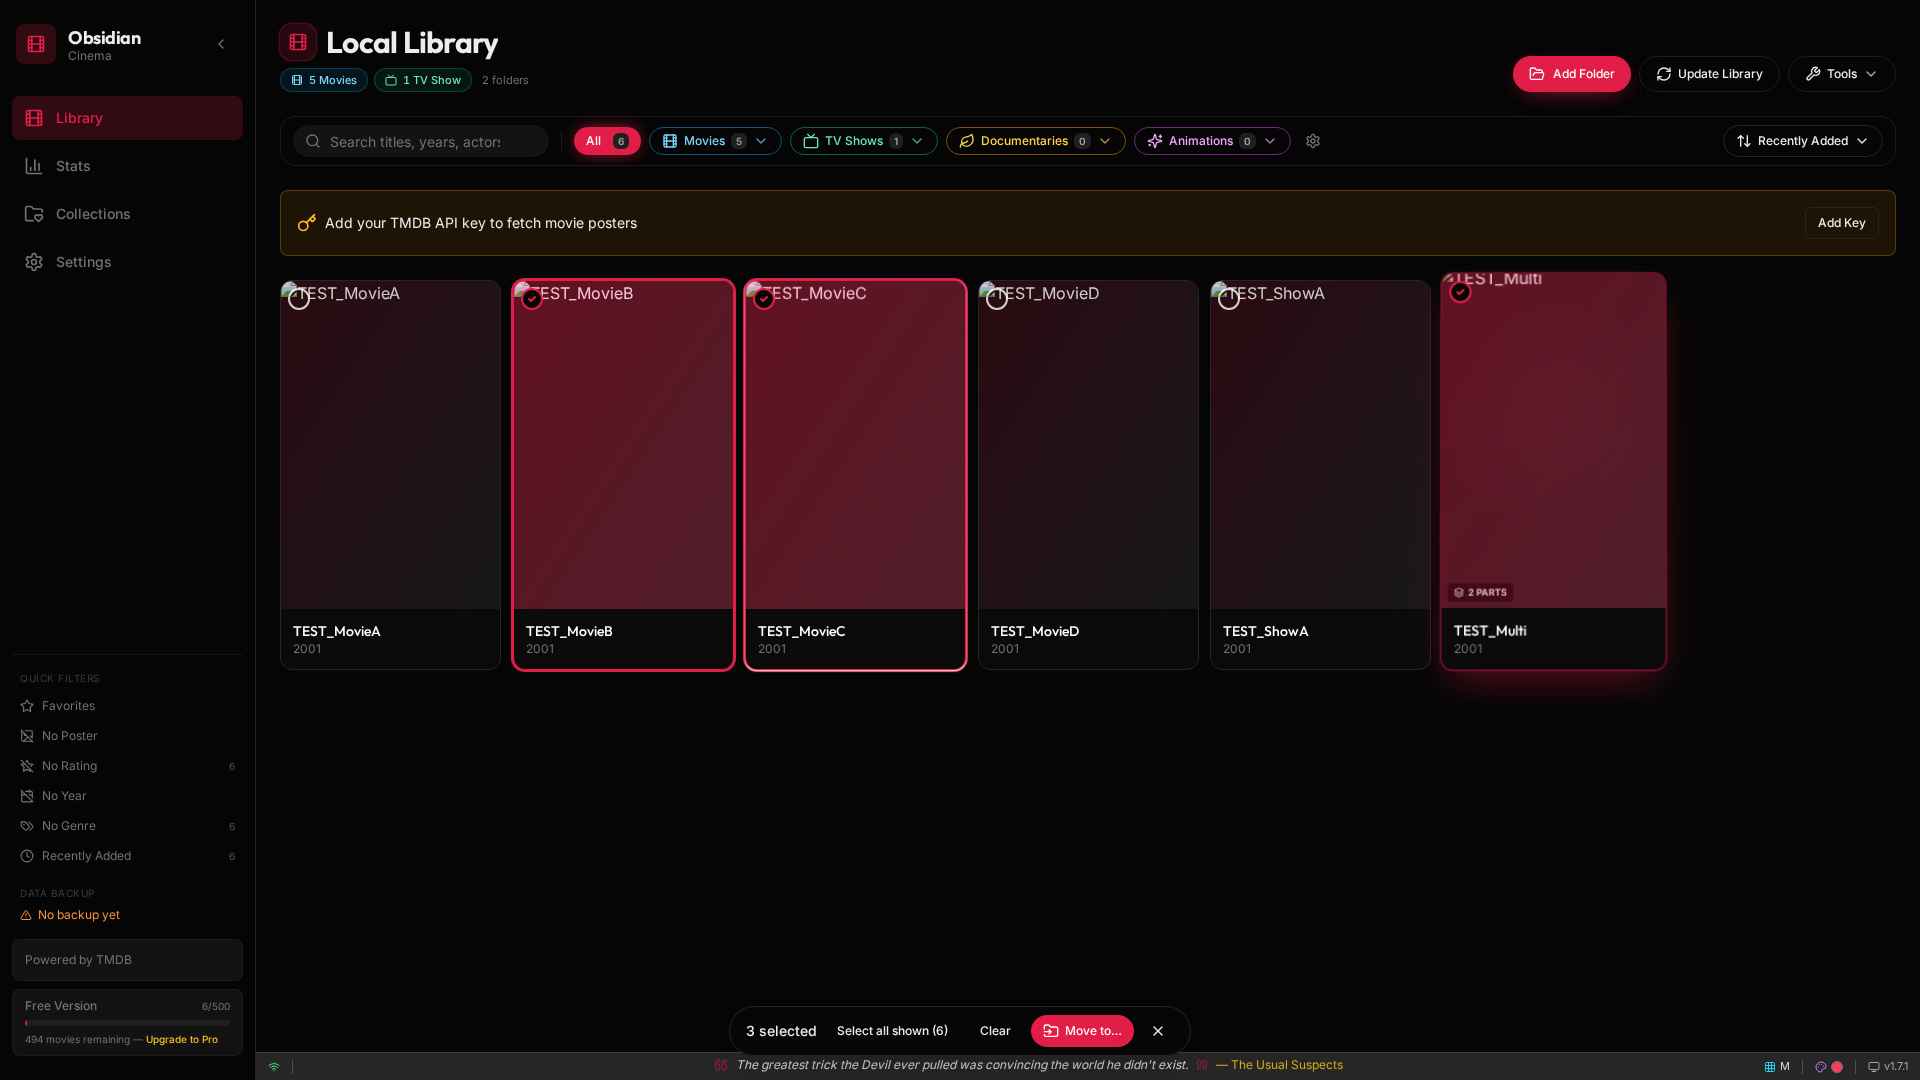 Obsidian
Cinema
Library
Stats
Collections
Settings
QUICK FILTERS
Favorites
No Poster
No Rating 6
No Year
No Genre 6
Recently Added 6
DATA BACKUP
No backup yet
Powered by TMDB
Free Version 6/500
494 movies remaining — Upgrade to Pro
Local Library
5 Movies 1 TV Show 2 folders
Add Folder Update Library Tools
Search titles, years, actors All 6 Movies 5 TV Shows 1 Documentaries 0 Animations 0 Recently Added
Add your TMDB API key to fetch movie posters Add Key
TEST_MovieA TEST_MovieB TEST_MovieC TEST_MovieD TEST_ShowA TEST_Multi
2 PARTS
TEST_MovieA TEST_MovieB TEST_MovieC TEST_MovieD TEST_ShowA TEST_Multi
2001 2001 2001 2001 2001 2001
3 selected Select all shown (6) Clear Move to...
The greatest trick the Devil ever pulled was convincing the world he didn't exist. — The Usual Suspects
M v1.7.1